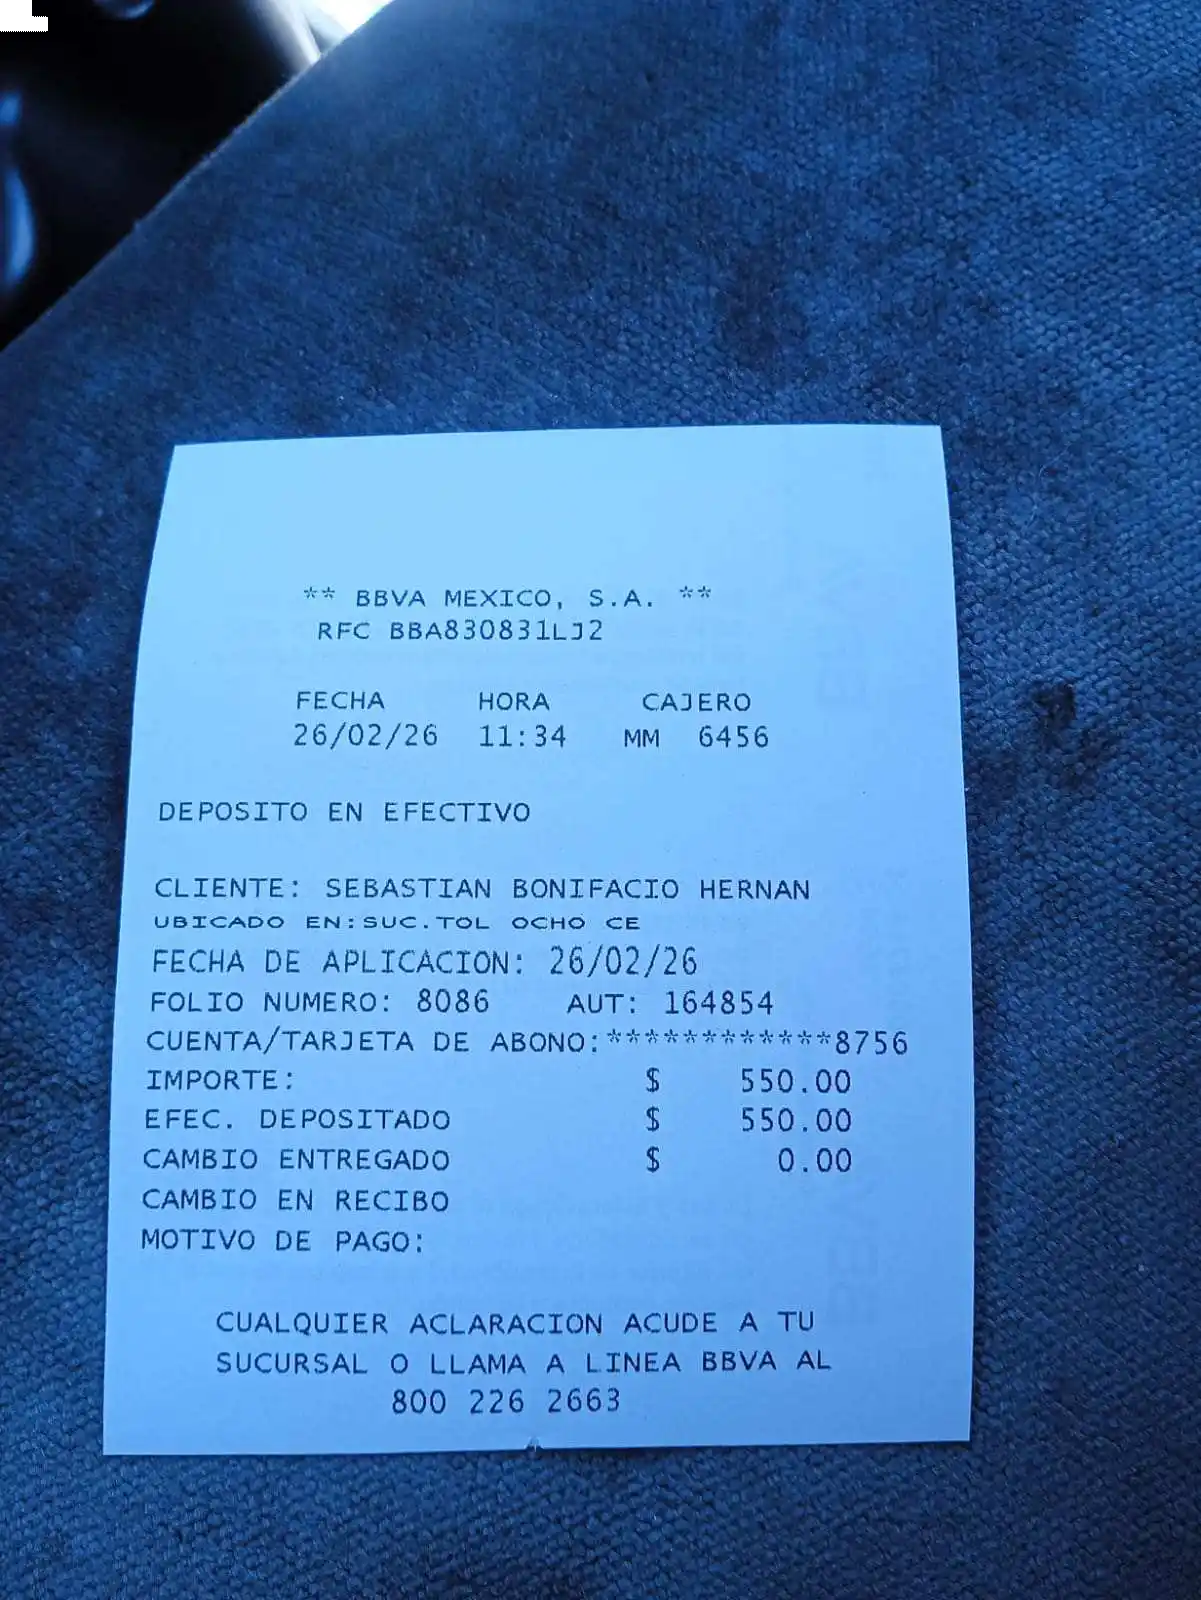 ** BBVA MEXICO, S.A. **
RFC BBA830831LJ2
FECHA HORA CAJERO
26/02/26 11:34 MM 6456
DEPOSITO EN EFECTIVO
CLIENTE: SEBASTIAN BONIFACIO HERNAN
UBICADO EN:SUC.TOL OCHO CE
FECHA DE APLICACION: 26/02/26
FOLIO NUMERO: 8086 AUT: 164854
CUENTA/TARJETA DE ABONO:************8756
IMPORTE: $ 550.00
EFEC. DEPOSITADO $ 550.00
CAMBIO ENTREGADO $ 0.00
CAMBIO EN RECIBO
MOTIVO DE PAGO:
CUALQUIER ACLARACION ACUDE A TU
SUCURSAL O LLAMA A LINEA BBVA AL
800 226 2663